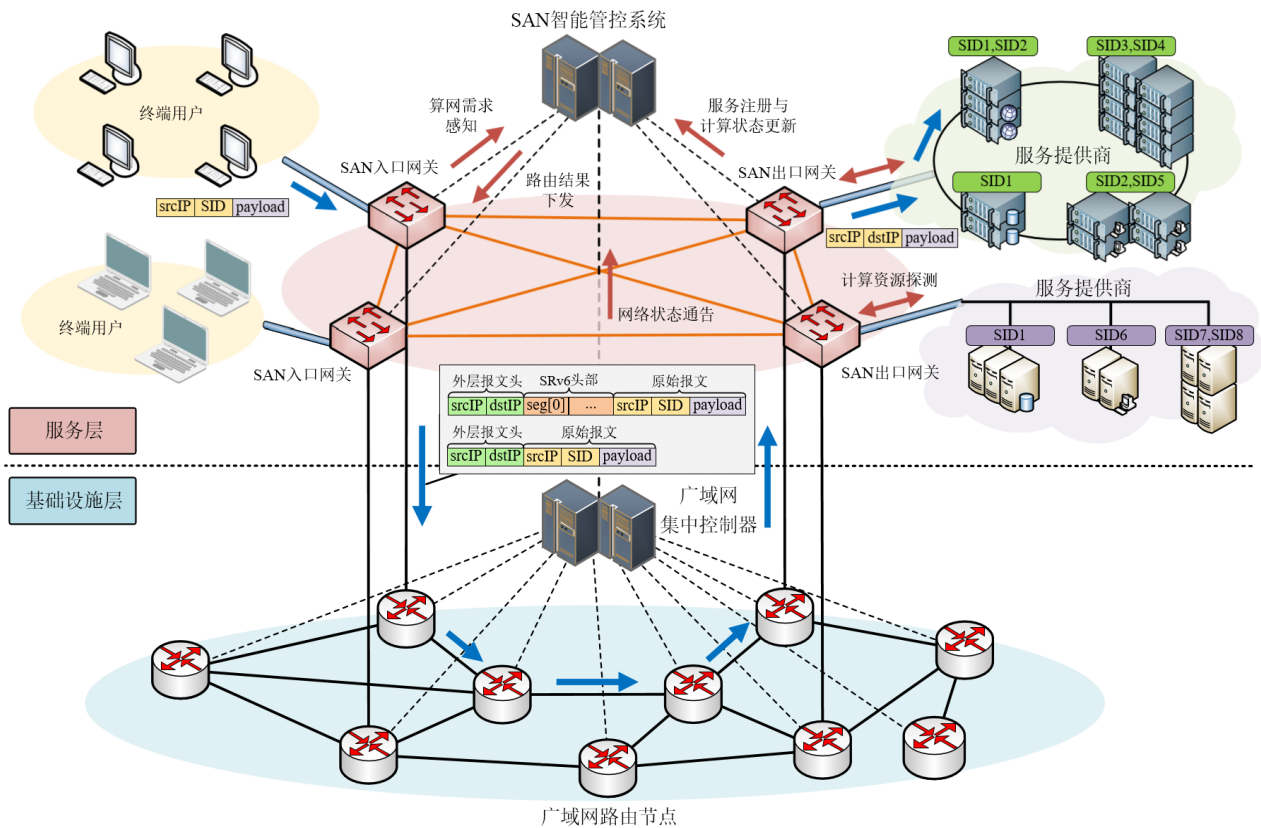 SAN智能管控系统
终端用户
算网需求
感知
服务注册与
计算状态更新
SID1,SID2
SID3,SID4
服务提供商
SAN入口网关
SAN出口网关
路由结果
下发
SID1
SID2,SID5
srcIP SID payload
srcIP dstIP payload
终端用户
网络状态通告
计算资源探测
服务提供商
SID1
SID6
SID7,SID8
SAN入口网关
SAN出口网关
外层报文头 SRv6头部 原始报文
srcIP dstIP seg[0] ... srcIP SID payload
外层报文头 原始报文
srcIP dstIP srcIP SID payload
服务层
基础设施层
广域网
集中控制器
广域网路由节点